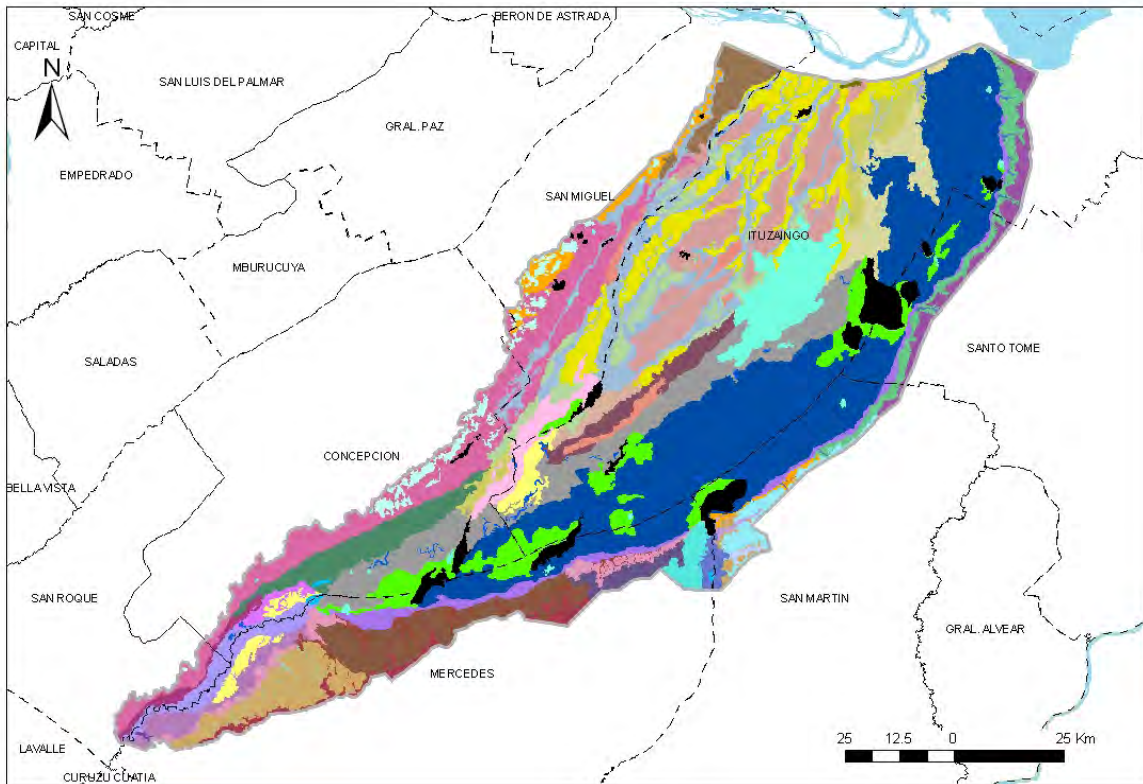 SAN COSME
BERON DE ASTRADA
CAPITAL
N
SAN LUIS DEL PALMAR
GRAL. PAZ
EMPEDRADO
SAN MIGUEL
ITUZAINGO
MBURUCUYA
SANTO TOME
SALADAS
CONCEPCION
BELLA VISTA
SAN ROQUE
SAN MARTIN
GRAL. ALVEAR
MERCEDES
LAVALLE
25 12.5 0 25 Km
CURUZU CUATIA